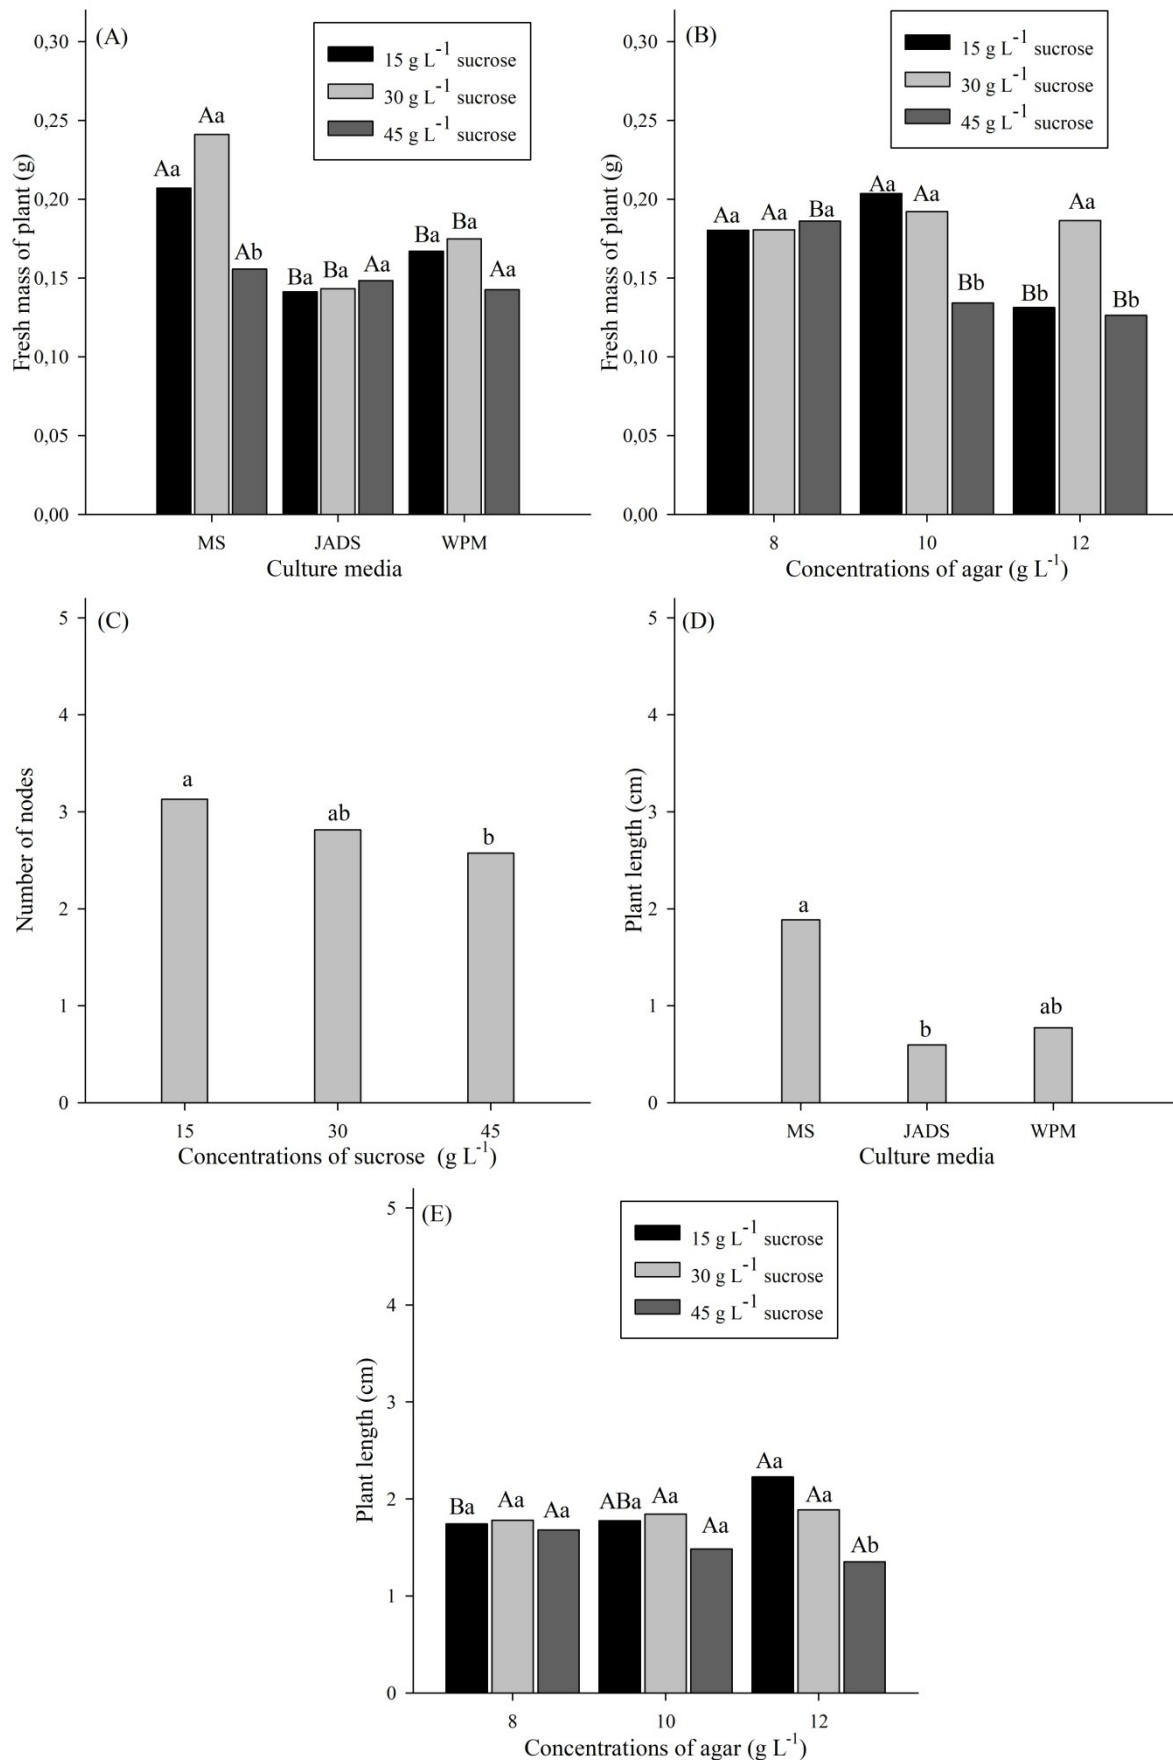 (A)
15 g L-1 sucrose
30 g L-1 sucrose
45 g L-1 sucrose
Fresh mass of plant (g)
0,30
0,25
0,20
0,15
0,10
0,05
0,00
Aa Aa Ab
Ba Ba Aa
Ba Ba Aa
MS JADS WPM
Culture media
(B)
15 g L-1 sucrose
30 g L-1 sucrose
45 g L-1 sucrose
Fresh mass of plant (g)
0,30
0,25
0,20
0,15
0,10
0,05
0,00
Aa Aa Ba
Aa Aa Bb
Bb Aa Bb
8 10 12
Concentrations of agar (g L-1)
(C)
Number of nodes
5
4
3
2
1
0
a ab b
15 30 45
Concentrations of sucrose (g L-1)
(D)
Plant length (cm)
5
4
3
2
1
0
a b ab
MS JADS WPM
Culture media
(E)
15 g L-1 sucrose
30 g L-1 sucrose
45 g L-1 sucrose
Plant length (cm)
5
4
3
2
1
0
Ba Aa Aa
ABa Aa Aa
Aa Aa Ab
8 10 12
Concentrations of agar (g L-1)